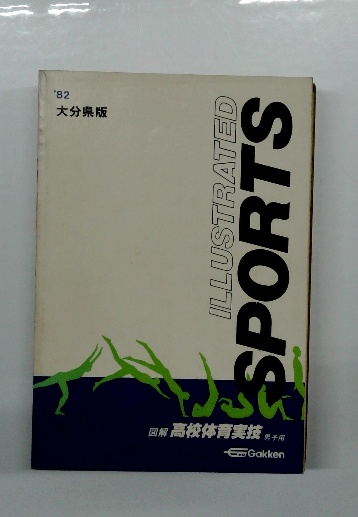 '82
大分県版
ILLUSTRATED
SPORTS
図解 高校体育実技 男子用
Gakken